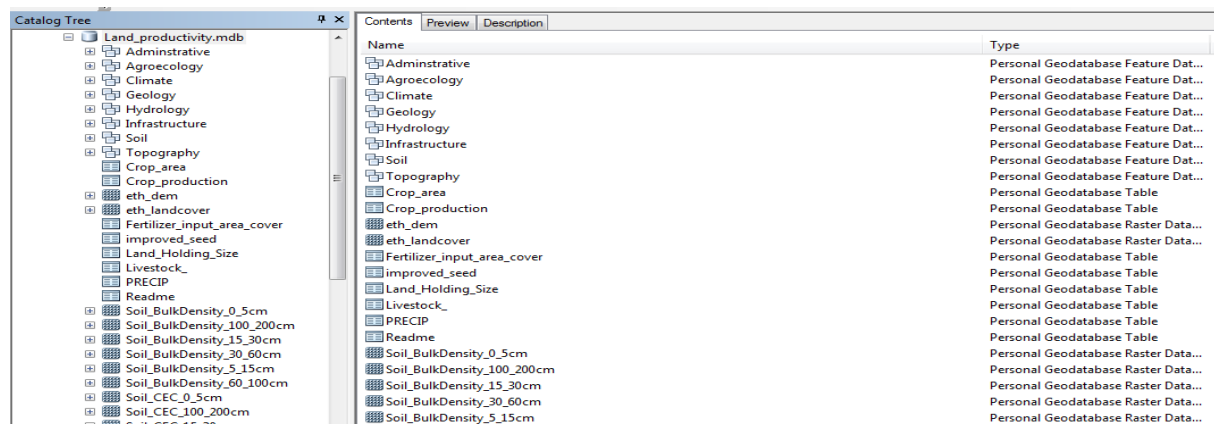 Catalog Tree
Land_productivity.mdb
Adminstrative
Agroecology
Climate
Geology
Hydrology
Infrastructure
Soil
Topography
Crop_area
Crop_production
eth_dem
eth_landcover
Fertilizer_input_area_cover
improved_seed
Land_Holding_Size
Livestock_
PRECIP
Readme
Soil_BulkDensity_0_5cm
Soil_BulkDensity_100_200cm
Soil_BulkDensity_15_30cm
Soil_BulkDensity_30_60cm
Soil_BulkDensity_5_15cm
Soil_BulkDensity_60_100cm
Soil_CEC_0_5cm
Soil_CEC_100_200cm
Contents Preview Description
Name Type
Adminstrative Personal Geodatabase Feature Dat...
Agroecology Personal Geodatabase Feature Dat...
Climate Personal Geodatabase Feature Dat...
Geology Personal Geodatabase Feature Dat...
Hydrology Personal Geodatabase Feature Dat...
Infrastructure Personal Geodatabase Feature Dat...
Soil Personal Geodatabase Feature Dat...
Topography Personal Geodatabase Feature Dat...
Crop_area Personal Geodatabase Table
Crop_production Personal Geodatabase Table
eth_dem Personal Geodatabase Raster Data...
eth_landcover Personal Geodatabase Raster Data...
Fertilizer_input_area_cover Personal Geodatabase Table
improved_seed Personal Geodatabase Table
Land_Holding_Size Personal Geodatabase Table
Livestock_ Personal Geodatabase Table
PRECIP Personal Geodatabase Table
Readme Personal Geodatabase Table
Soil_BulkDensity_0_5cm Personal Geodatabase Raster Data...
Soil_BulkDensity_100_200cm Personal Geodatabase Raster Data...
Soil_BulkDensity_15_30cm Personal Geodatabase Raster Data...
Soil_BulkDensity_30_60cm Personal Geodatabase Raster Data...
Soil_BulkDensity_5_15cm Personal Geodatabase Raster Data...